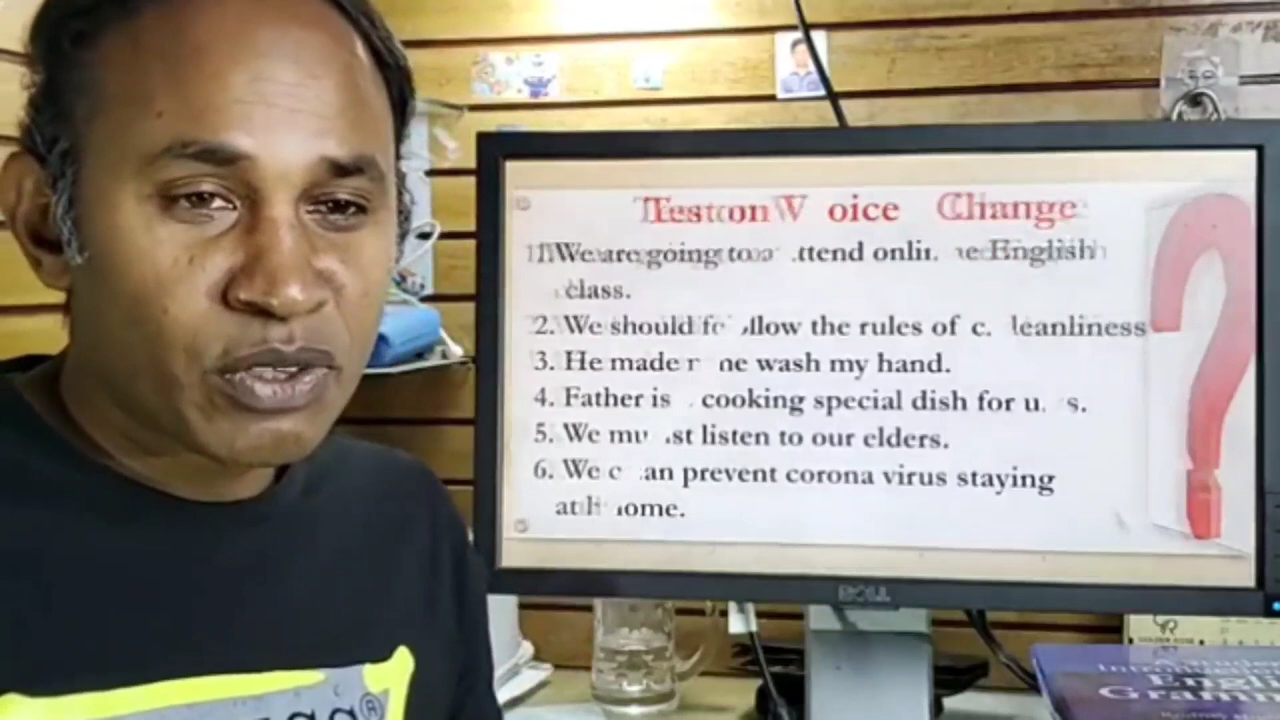 Test on Voice Change
1. We are going to attend online English
class.
2. We should follow the rules of cleanliness
3. He made me wash my hand.
4. Father is cooking special dish for us.
5. We must listen to our elders.
6. We can prevent corona virus staying
at home.
DELL